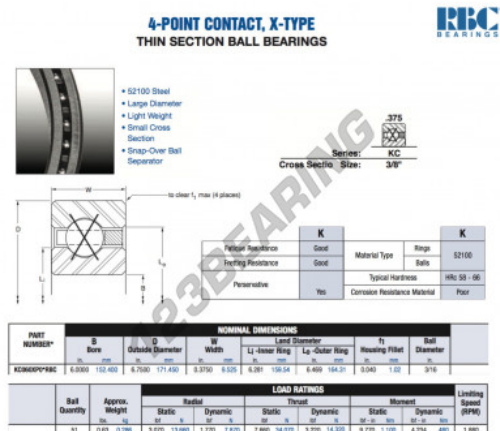 4-POINT CONTACT, X-TYPE
THIN SECTION BALL BEARINGS
RBC
BEARINGS
• 52100 Steel
• Large Diameter
• Light Weight
• Small Cross
Section
• Snap-Over Ball
Separator
.375
Series: KC
Cross Sectio Size: 3/8"
W
to clear f1 max (4 places)
D
B
123BEARING
K K
Fatigue Resistance Good Material Type Rings 52100
Fretting Resistance Good Balls
Persensitive Yes Typical Hardness HRc 58 - 66
Corrosion Resistance Material Poor
NOMINAL DIMENSIONS
PART NUMBER* B Bore D Outside Diameter W Width Land Diameter f1 Housing Fillet Ball Diameter
Li -Inner Ring Lo -Outer Ring
in. mm in. mm in. mm in. mm in. mm in. mm in.
6.0000 152.400 6.7500 171.450 0.3750 9.525 6.281 159.54 6.469 164.31 0.040 1.02 3/16
LOAD RATINGS
Ball Quantity Approx. Weight Radial Thrust Moment Limiting Speed (RPM)
Static Dynamic Static Dynamic Static Dynamic